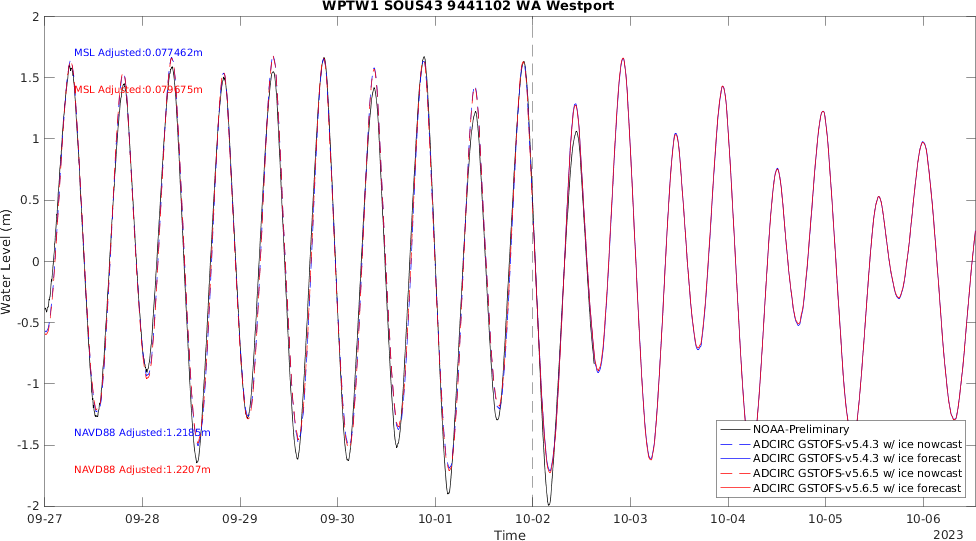 WPTW1 SOUS43 9441102 WA Westport
2
1.5
1
0.5
0
-0.5
-1
-1.5
-2
Water Level (m)
MSL Adjusted:0.077462m
MSL Adjusted:0.079675m
NAVD88 Adjusted:1.2185m
NAVD88 Adjusted:1.2207m
NOAA-Preliminary
ADCIRC GSTOFS-v5.4.3 w/ ice nowcast
ADCIRC GSTOFS-v5.4.3 w/ ice forecast
ADCIRC GSTOFS-v5.6.5 w/ ice nowcast
ADCIRC GSTOFS-v5.6.5 w/ ice forecast
09-27 09-28 09-29 09-30 10-01 10-02 10-03 10-04 10-05 10-06
Time
2023